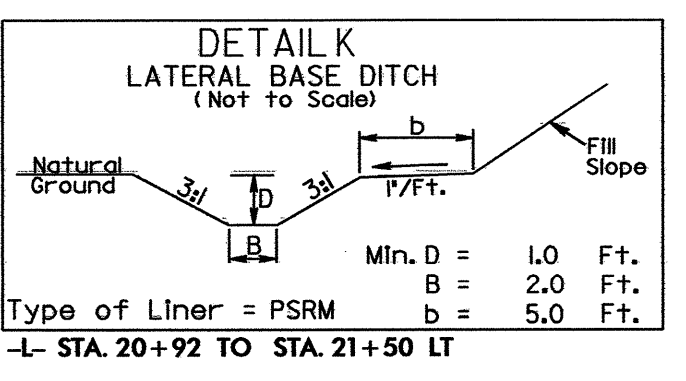 DETAIL K
LATERAL BASE DITCH
(Not to Scale)
b
Natural
Ground
3:1
D
3:1
1"/Ft.
Fill
Slope
B
Min. D = 1.0 Ft.
B = 2.0 Ft.
Type of Liner = PSRM
b = 5.0 Ft.
-L- STA. 20+92 TO STA. 21+50 LT